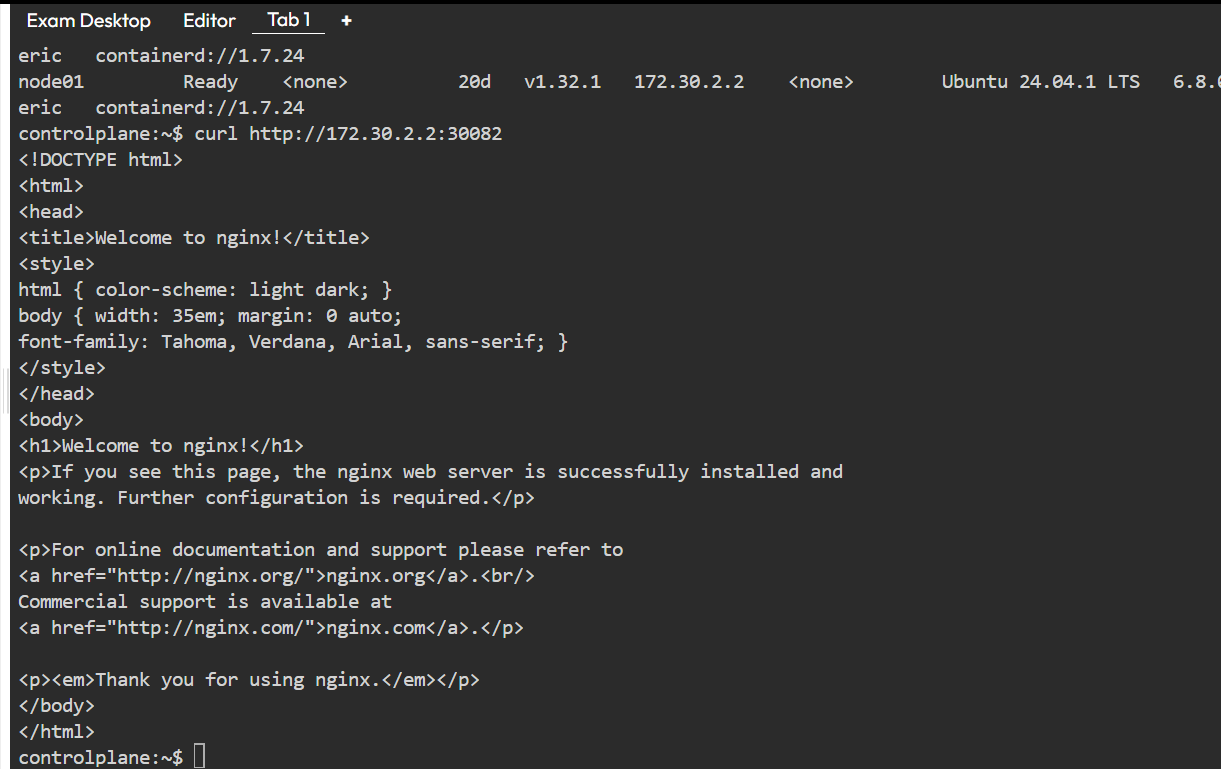 Exam Desktop Editor Tab 1 +
eric containerd://1.7.24
node01 Ready <none> 20d v1.32.1 172.30.2.2 <none> Ubuntu 24.04.1 LTS 6.8.0
eric containerd://1.7.24
controlplane:~$ curl http://172.30.2.2:30082
<!DOCTYPE html>
<html>
<head>
<title>Welcome to nginx!</title>
<style>
html { color-scheme: light dark; }
body { width: 35em; margin: 0 auto;
font-family: Tahoma, Verdana, Arial, sans-serif; }
</style>
</head>
<body>
<h1>Welcome to nginx!</h1>
<p>If you see this page, the nginx web server is successfully installed and
working. Further configuration is required.</p>

<p>For online documentation and support please refer to
<a href="http://nginx.org/">nginx.org</a>.<br/>
Commercial support is available at
<a href="http://nginx.com/">nginx.com</a>.</p>

<p><em>Thank you for using nginx.</em></p>
</body>
</html>
controlplane:~$